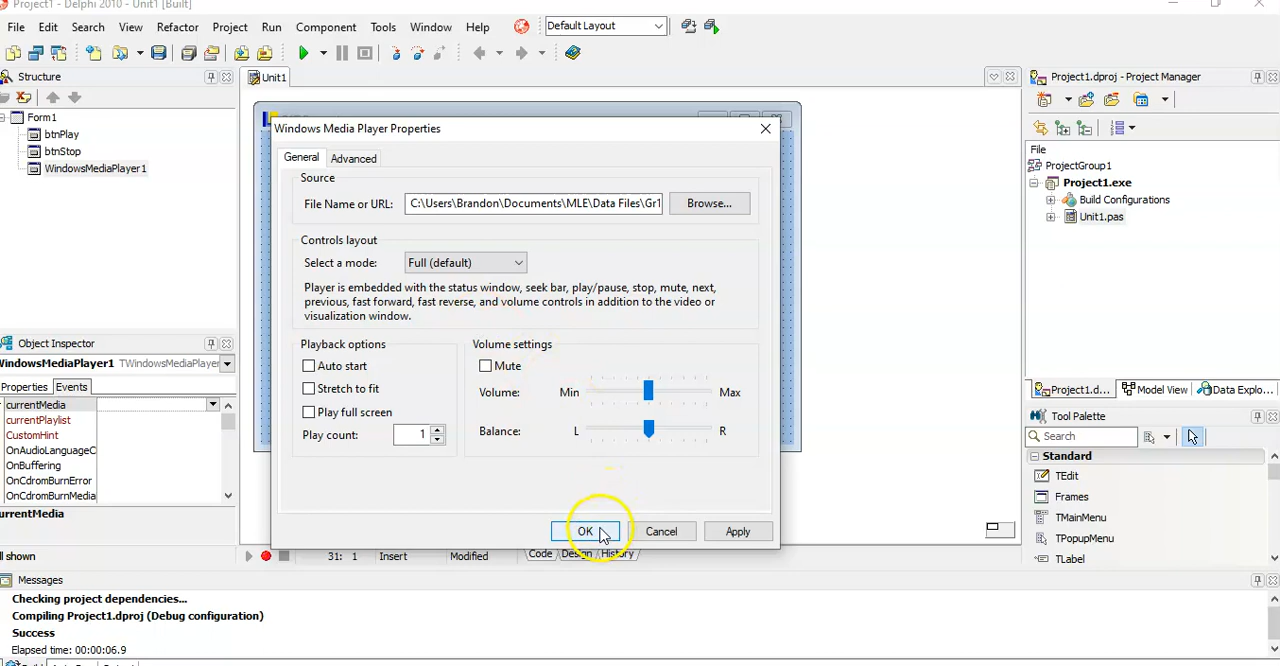 Project1 - Delphi 2010 - Unit1 [Built]
File Edit Search View Refactor Project Run Component Tools Window Help Default Layout
Structure
Form1
btnPlay
btnStop
WindowsMediaPlayer1
Unit1
Windows Media Player Properties
General Advanced
Source
File Name or URL: C:\Users\Brandon\Documents\MLE\Data Files\Gr1 Browse...
Controls layout
Select a mode: Full (default)
Player is embedded with the status window, seek bar, play/pause, stop, mute, next,
previous, fast forward, fast reverse, and volume controls in addition to the video or
visualization window.
Playback options
Auto start
Stretch to fit
Play full screen
Play count: 1
Volume settings
Mute
Volume: Min Max
Balance: L R
OK Cancel Apply
Object Inspector
WindowsMediaPlayer1 TWindowsMediaPlayer
Properties Events
currentMedia
currentPlaylist
CustomHint
OnAudioLanguageC
OnBuffering
OnCdromBurnError
OnCdromBurnMedia
urrentMedia
ll shown
31: 1 Insert Modified Code Design History
Project1.dproj - Project Manager
File
ProjectGroup1
Project1.exe
Build Configurations
Unit1.pas
Project1.d... Model View Data Explo...
Tool Palette
Search
Standard
TEdit
Frames
TMainMenu
TPopupMenu
TLabel
Messages
Checking project dependencies...
Compiling Project1.dproj (Debug configuration)
Success
Elapsed time: 00:00:06.9